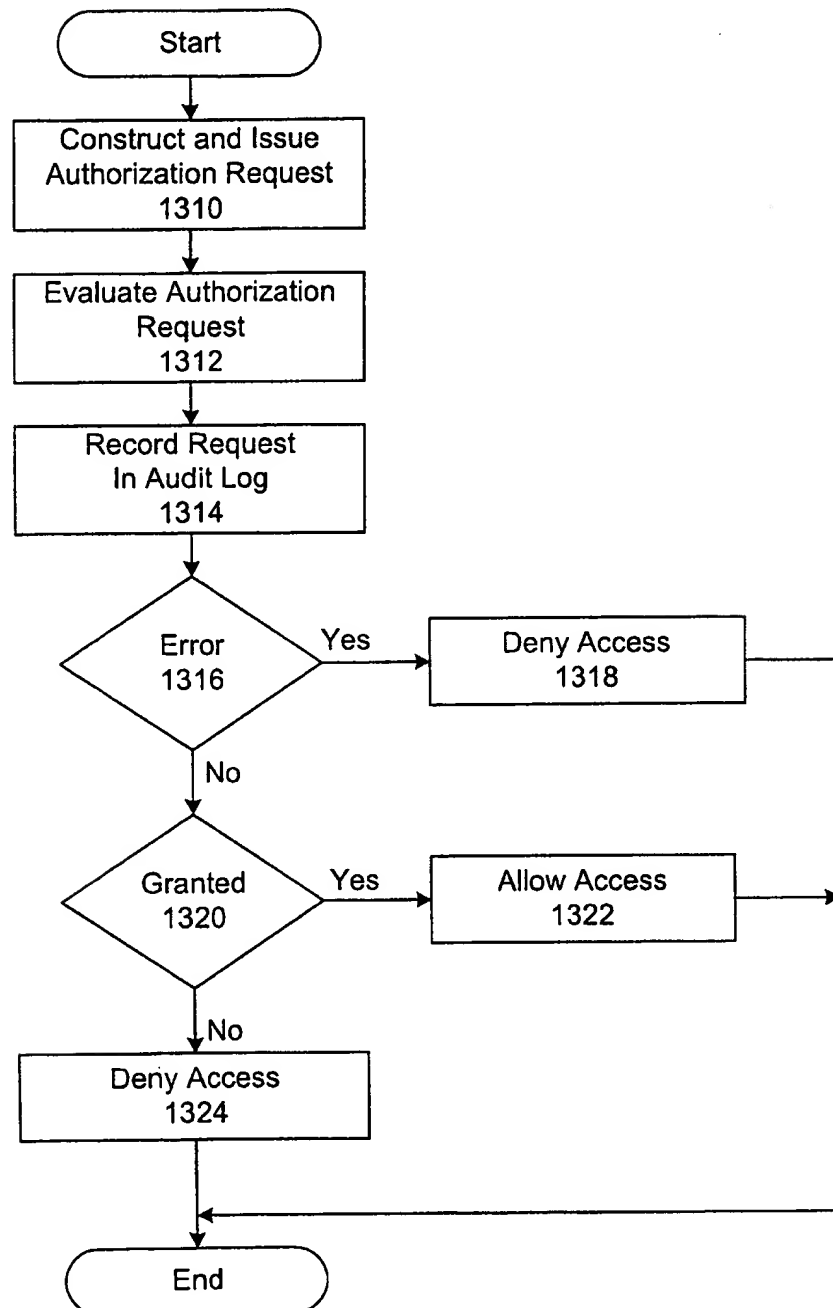 Start
Construct and Issue
Authorization Request
1310
Evaluate Authorization
Request
1312
Record Request
In Audit Log
1314
Error
1316
Yes
Deny Access
1318
No
Granted
1320
Yes
Allow Access
1322
No
Deny Access
1324
End